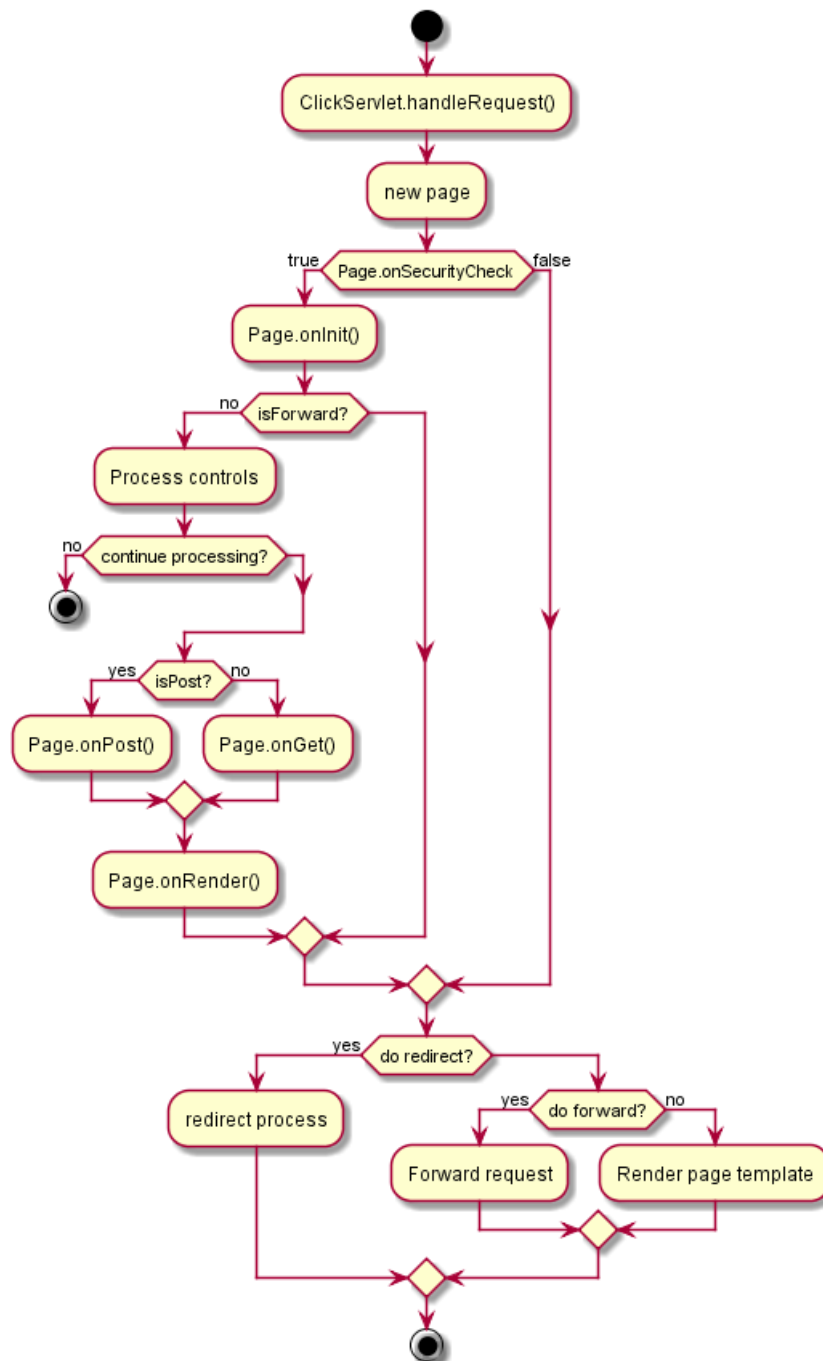 ClickServlet.handleRequest()
new page
true
Page.onSecurityCheck
false
Page.onInit()
no
isForward?
Process controls
no
continue processing?
yes
isPost?
no
Page.onPost()
Page.onGet()
Page.onRender()
yes
do redirect?
redirect process
yes
do forward?
no
Forward request
Render page template